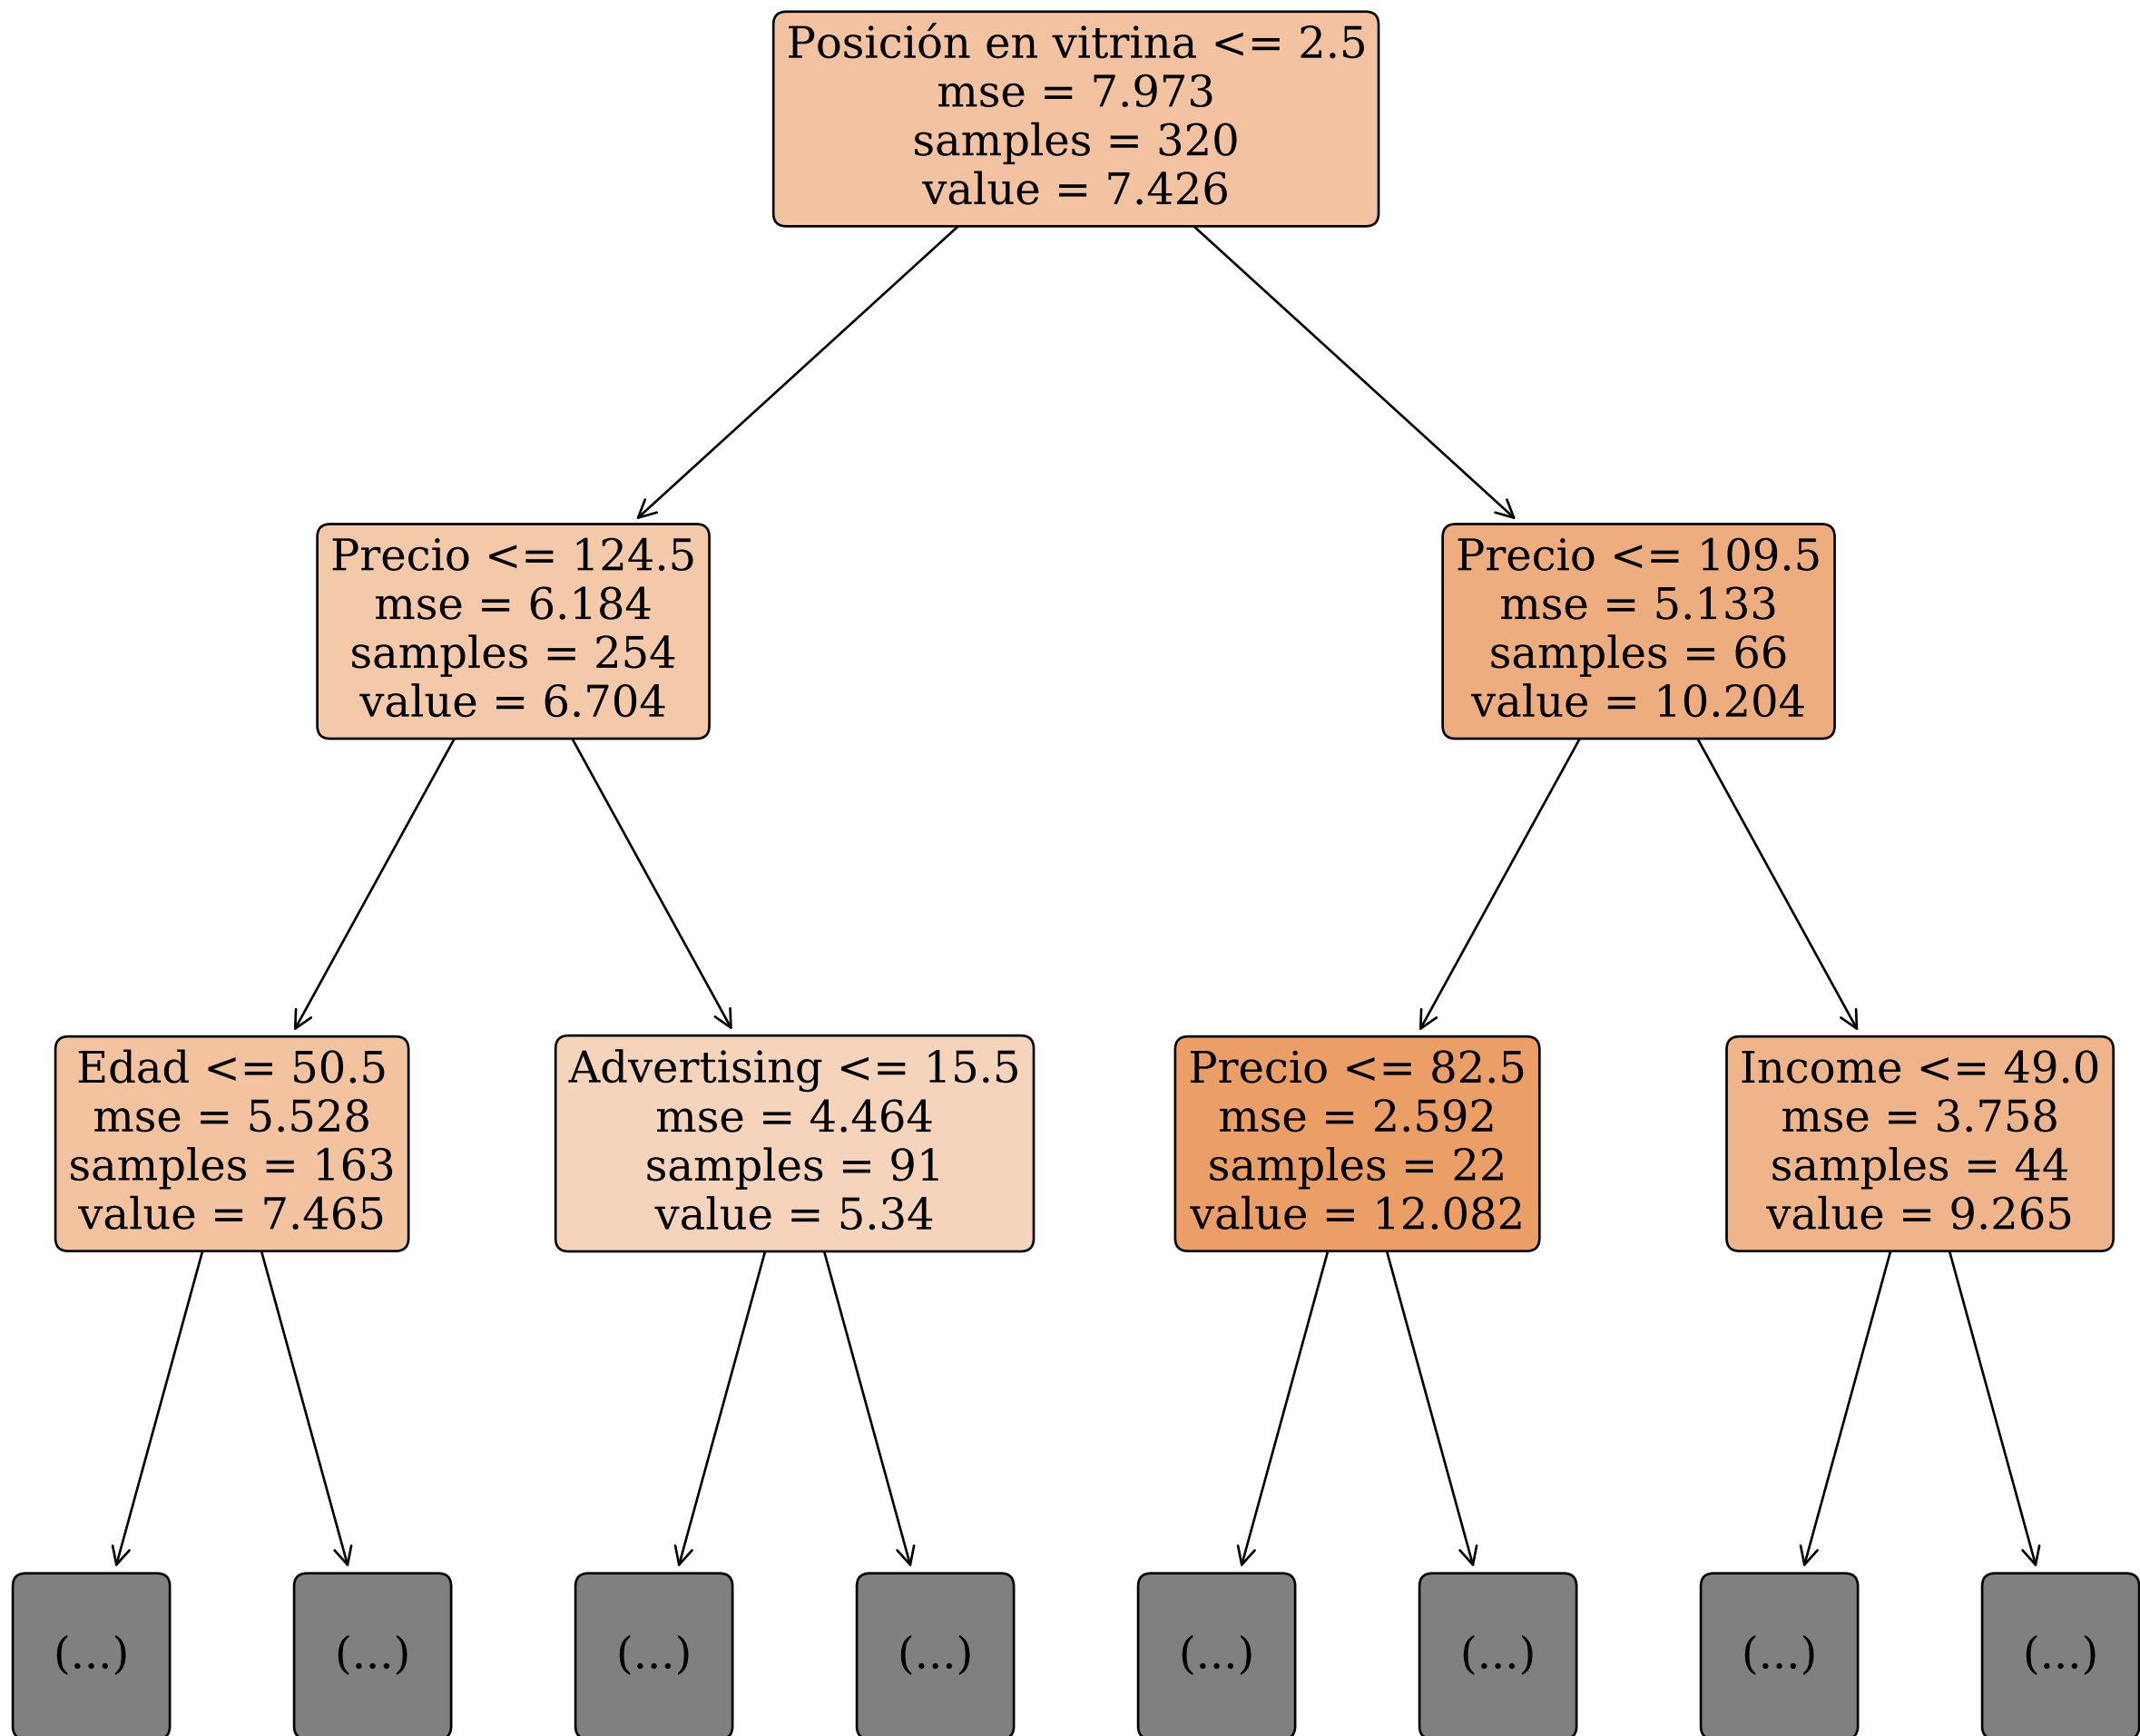 Posición en vitrina <= 2.5
mse = 7.973
samples = 320
value = 7.426
Precio <= 124.5
mse = 6.184
samples = 254
value = 6.704
Precio <= 109.5
mse = 5.133
samples = 66
value = 10.204
Edad <= 50.5
mse = 5.528
samples = 163
value = 7.465
Advertising <= 15.5
mse = 4.464
samples = 91
value = 5.34
Precio <= 82.5
mse = 2.592
samples = 22
value = 12.082
Income <= 49.0
mse = 3.758
samples = 44
value = 9.265
(...)
(...)
(...)
(...)
(...)
(...)
(...)
(...)